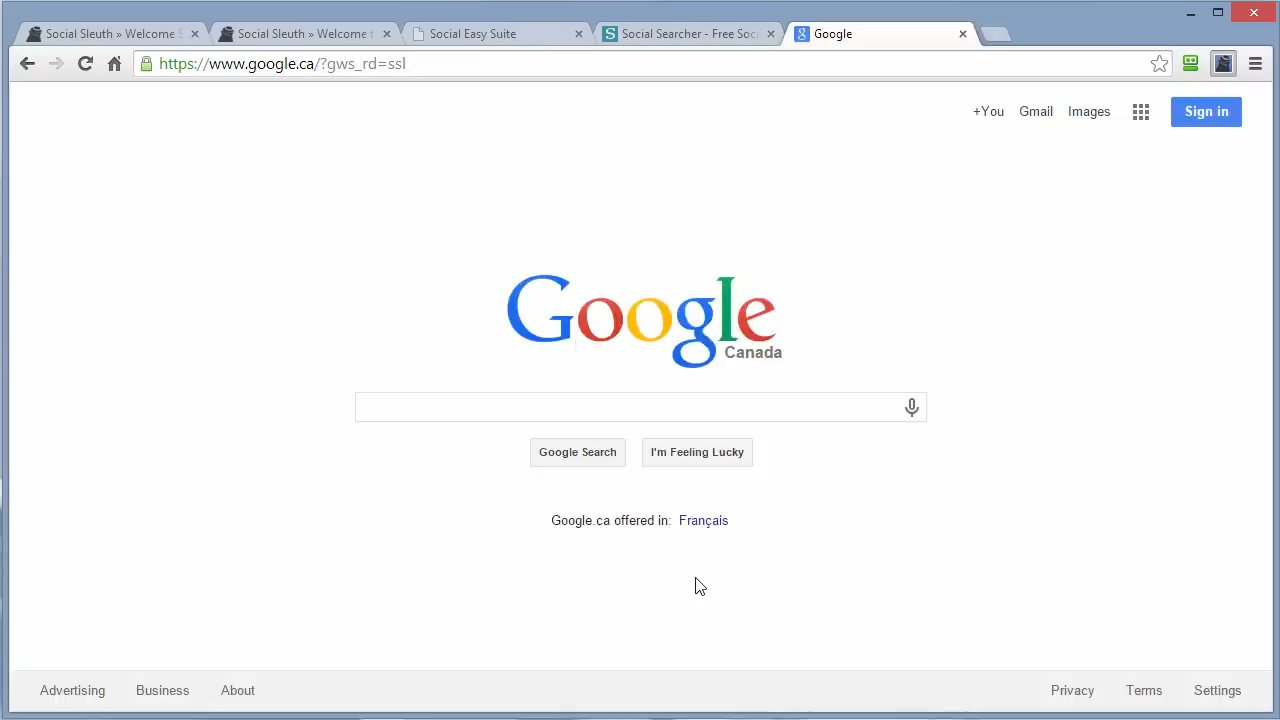 Social Sleuth » Welcome S
Social Sleuth » Welcome t
Social Easy Suite
Social Searcher - Free Soc
Google
https://www.google.ca/?gws_rd=ssl
+You Gmail Images Sign in
Google
Canada
Google Search I'm Feeling Lucky
Google.ca offered in: Français
Advertising Business About Privacy Terms Settings